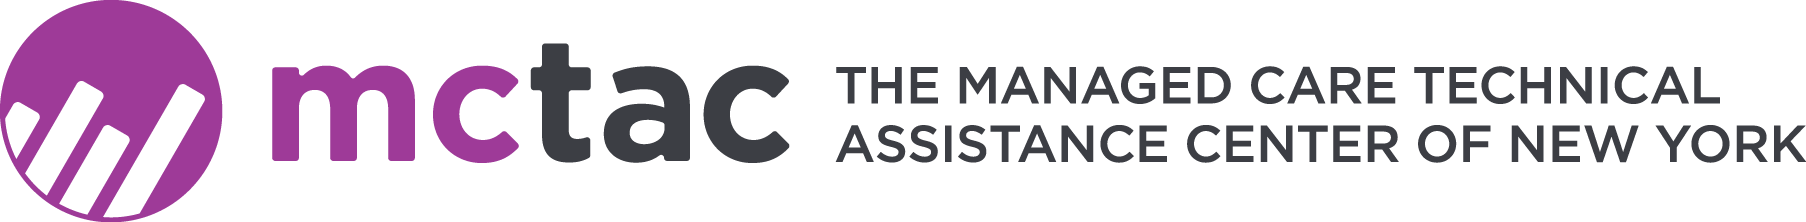 mctac
THE MANAGED CARE TECHNICAL
ASSISTANCE CENTER OF NEW YORK